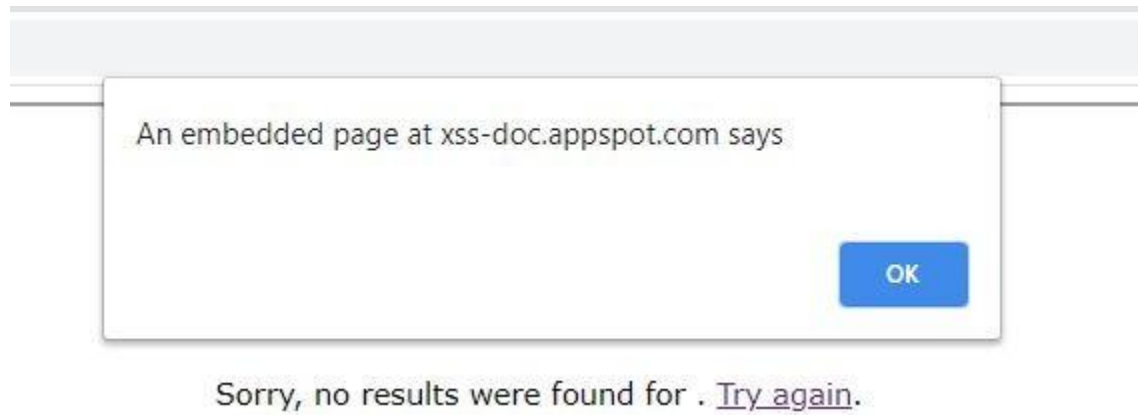 An embedded page at xss-doc.appspot.com says
OK
Sorry, no results were found for . Try again.